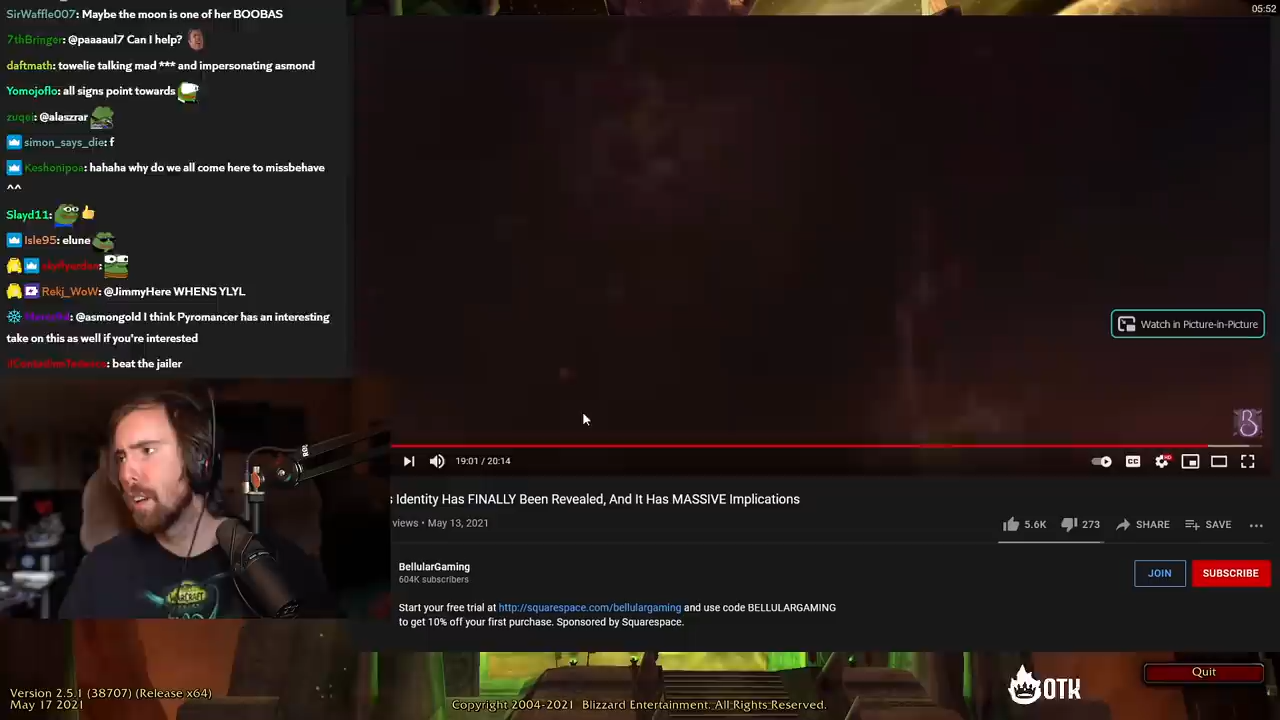 SirWaffle007: Maybe the moon is one of her BOOBAS
05:52
7thBringer: @paaaaul7 Can I help?
daftmath: towelie talking mad *** and impersonating asmond
Yomojoflo: all signs point towards
zuqei: @alaszrar
simon_says_die: f
Keshonipoa: hahaha why do we all come here to missbehave
^^
Slayd11:
Isle95: elune
Rekj_WoW: @JimmyHere WHENS YLYL
@asmongold I think Pyromancer has an interesting
take on this as well if you're interested
beat the jailer
Watch in Picture-in-Picture
19:01 / 20:14
CC
HD
Identity Has FINALLY Been Revealed, And It Has MASSIVE Implications
views • May 13, 2021
5.6K
273
SHARE
SAVE
BellularGaming
604K subscribers
JOIN
SUBSCRIBE
Start your free trial at http://squarespace.com/bellulargaming and use code BELLULARGAMING
to get 10% off your first purchase. Sponsored by Squarespace.
WARCRAFT
OTK
Quit
Version 2.5.1 (38707) (Release x64)
May 17 2021
Copyright 2004-2021 Blizzard Entertainment. All Rights Reserved.